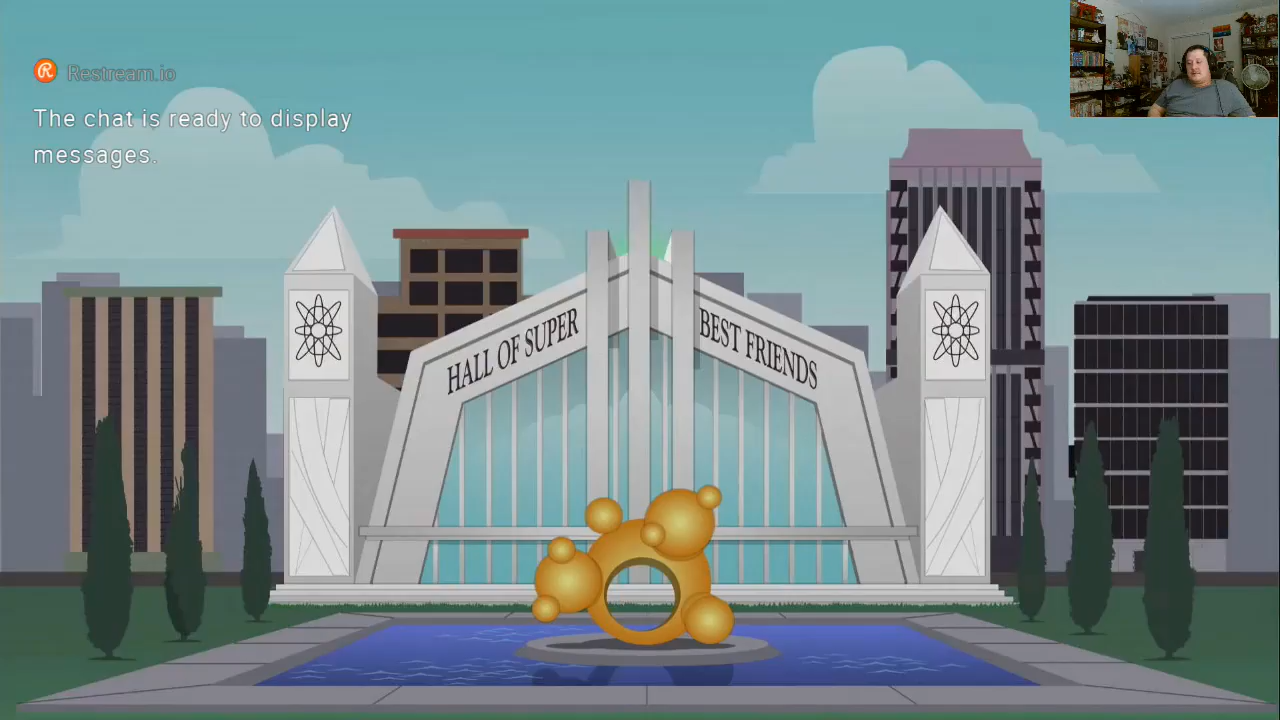 Restream.io
The chat is ready to display
messages.
HALL OF SUPER
BEST FRIENDS